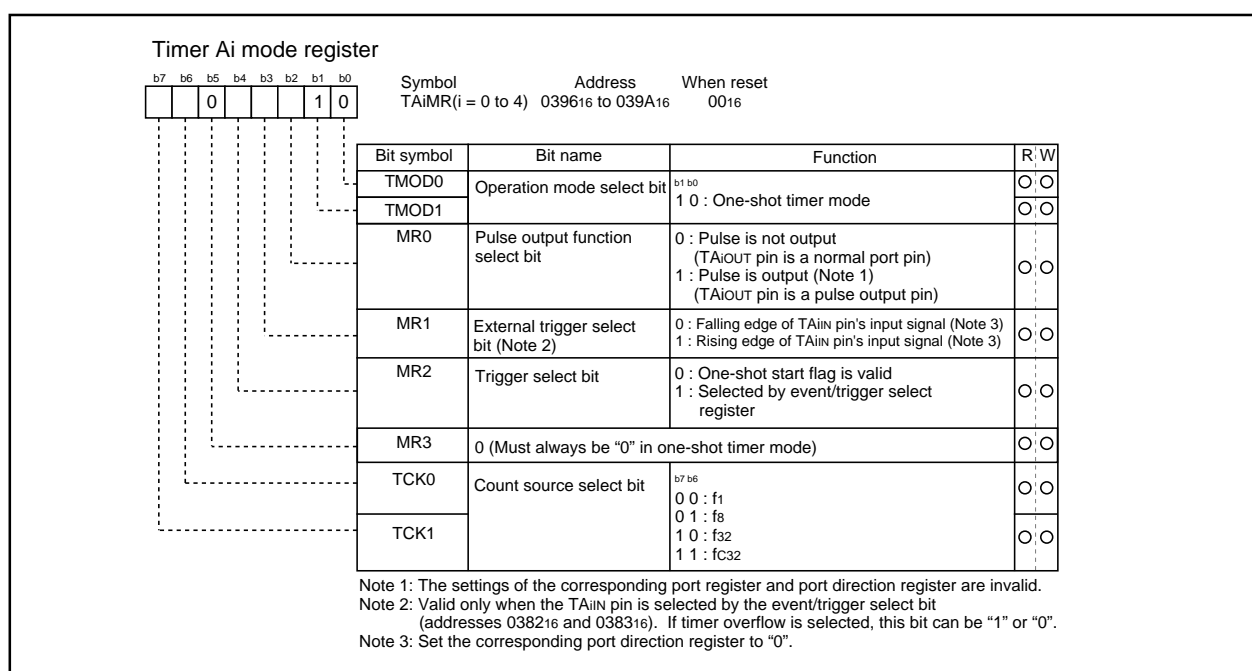 Timer Ai mode register
b7 b6 b5 b4 b3 b2 b1 b0
0 1 0
Symbol Address When reset
TAiMR(i = 0 to 4) 039616 to 039A16 0016
Bit symbol Bit name Function R W
TMOD0 Operation mode select bit b1 b0
TMOD1 1 0 : One-shot timer mode
MR0 Pulse output function select bit 0 : Pulse is not output
(TAiOUT pin is a normal port pin)
1 : Pulse is output (Note 1)
(TAiOUT pin is a pulse output pin)
MR1 External trigger select bit (Note 2) 0 : Falling edge of TAiIN pin's input signal (Note 3)
1 : Rising edge of TAiIN pin's input signal (Note 3)
MR2 Trigger select bit 0 : One-shot start flag is valid
1 : Selected by event/trigger select
register
MR3 0 (Must always be “0” in one-shot timer mode)
TCK0 Count source select bit b7 b6
0 0 : f1
0 1 : f8
TCK1 1 0 : f32
1 1 : fC32
Note 1: The settings of the corresponding port register and port direction register are invalid.
Note 2: Valid only when the TAiIN pin is selected by the event/trigger select bit
(addresses 038216 and 038316). If timer overflow is selected, this bit can be “1” or “0”.
Note 3: Set the corresponding port direction register to “0”.